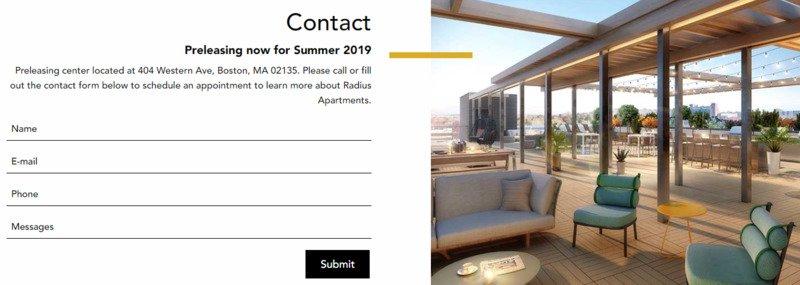 Contact
Preleasing now for Summer 2019
Preleasing center located at 404 Western Ave, Boston, MA 02135. Please call or fill
out the contact form below to schedule an appointment to learn more about Radius
Apartments.
Name
E-mail
Phone
Messages
Submit